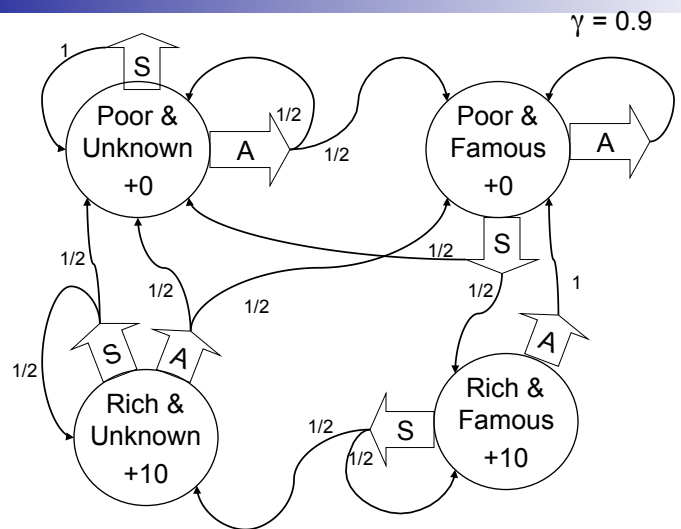 γ = 0.9
1
S
Poor &
Unknown
+0
A
1/2
1/2
Poor &
Famous
+0
A
1/2
S
1/2
1/2
1/2
1/2
1
1/2
S
A
A
Rich &
Unknown
+10
1/2
S
1/2
Rich &
Famous
+10